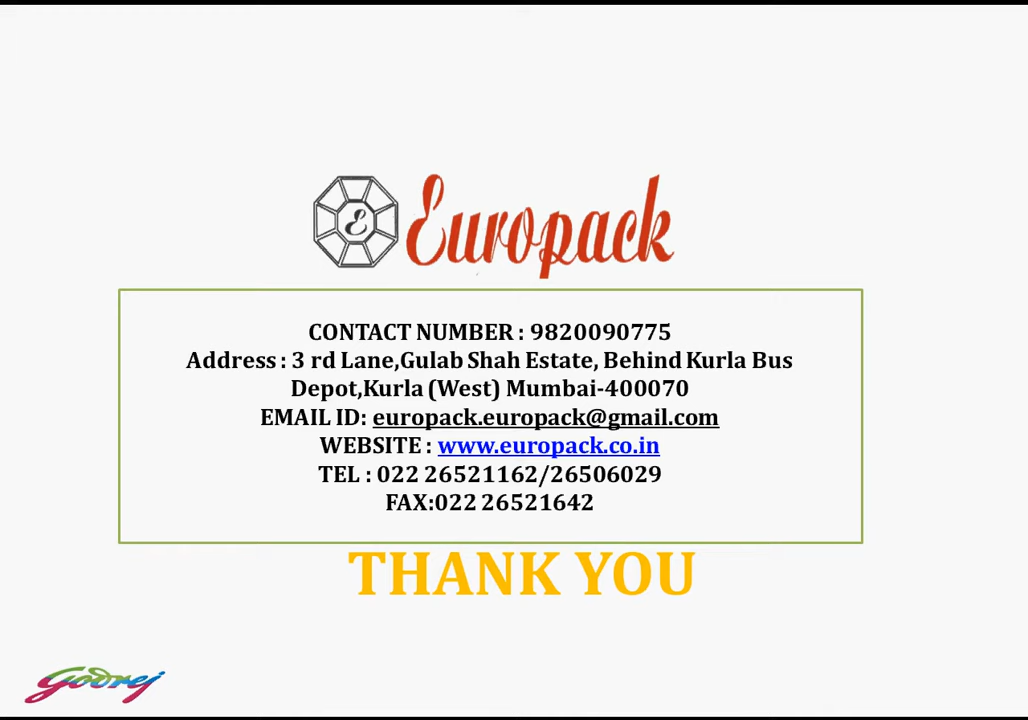 E Europack
CONTACT NUMBER : 9820090775
Address : 3 rd Lane,Gulab Shah Estate, Behind Kurla Bus
Depot,Kurla (West) Mumbai-400070
EMAIL ID: europack.europack@gmail.com
WEBSITE : www.europack.co.in
TEL : 022 26521162/26506029
FAX:022 26521642
THANK YOU
Godrej